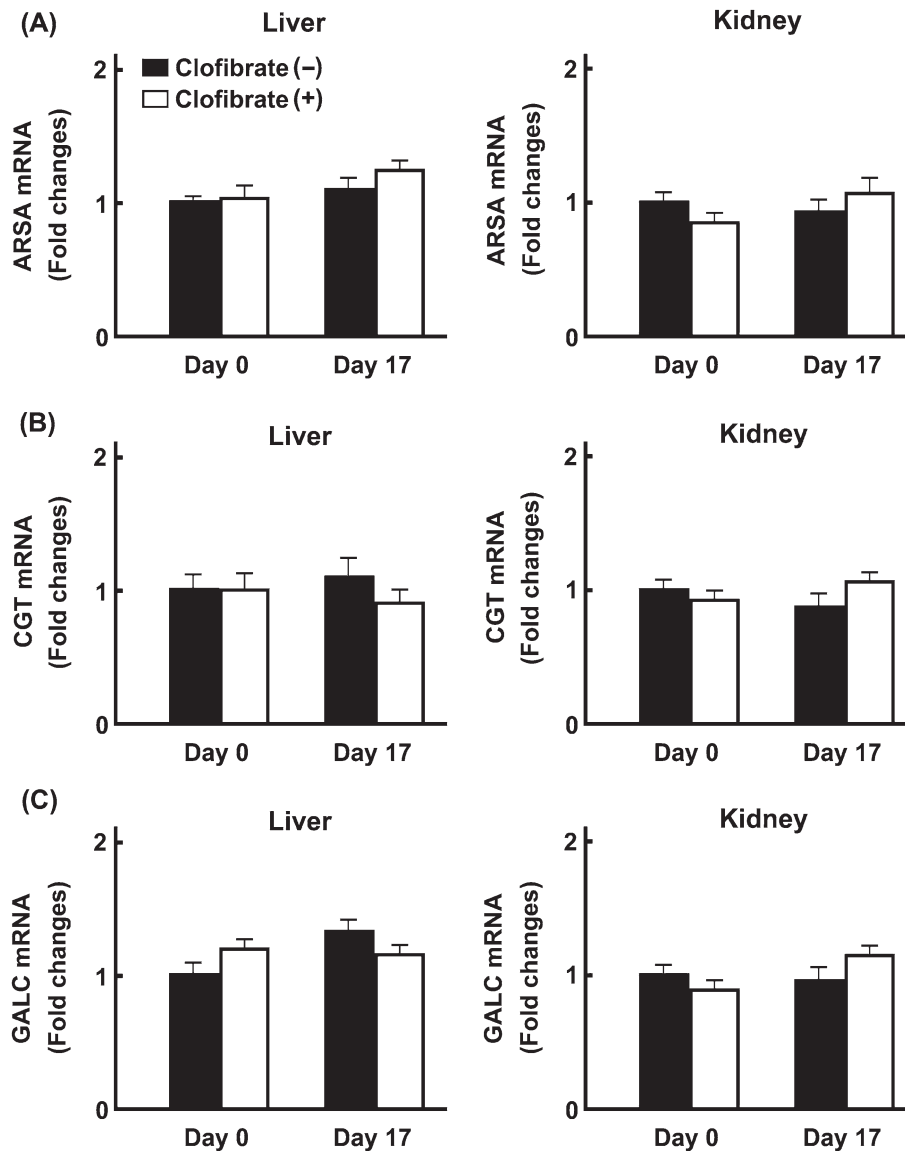 (A)
Liver
Kidney
Clofibrate (−)
Clofibrate (+)
ARSA mRNA
(Fold changes)
2
1
0
Day 0
Day 17
ARSA mRNA
(Fold changes)
2
1
0
Day 0
Day 17
(B)
Liver
Kidney
CGT mRNA
(Fold changes)
2
1
0
Day 0
Day 17
CGT mRNA
(Fold changes)
2
1
0
Day 0
Day 17
(C)
Liver
Kidney
GALC mRNA
(Fold changes)
2
1
0
Day 0
Day 17
GALC mRNA
(Fold changes)
2
1
0
Day 0
Day 17